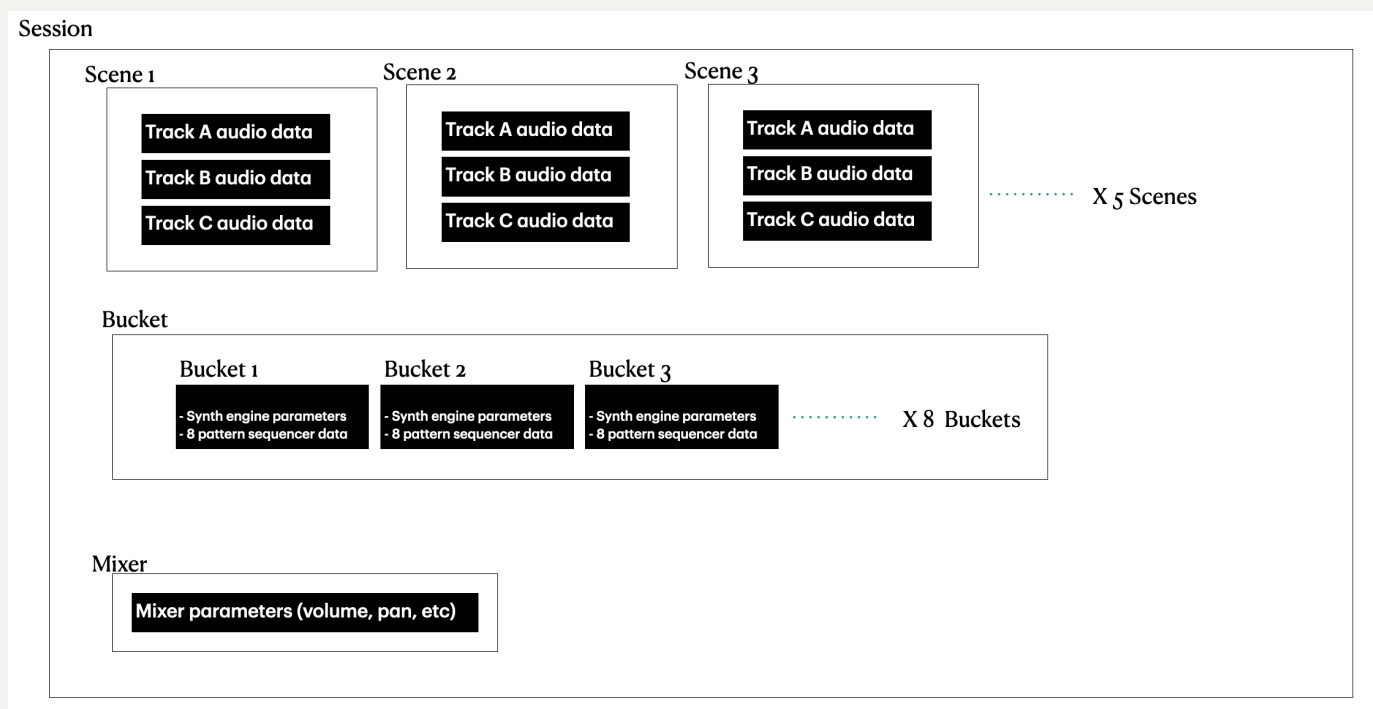 Session
Scene 1
Scene 2
Scene 3
Track A audio data
Track B audio data
Track C audio data
Track A audio data
Track B audio data
Track C audio data
Track A audio data
Track B audio data
Track C audio data
X 5 Scenes
Bucket
Bucket 1
- Synth engine parameters
- 8 pattern sequencer data
Bucket 2
- Synth engine parameters
- 8 pattern sequencer data
Bucket 3
- Synth engine parameters
- 8 pattern sequencer data
X 8 Buckets
Mixer
Mixer parameters (volume, pan, etc)